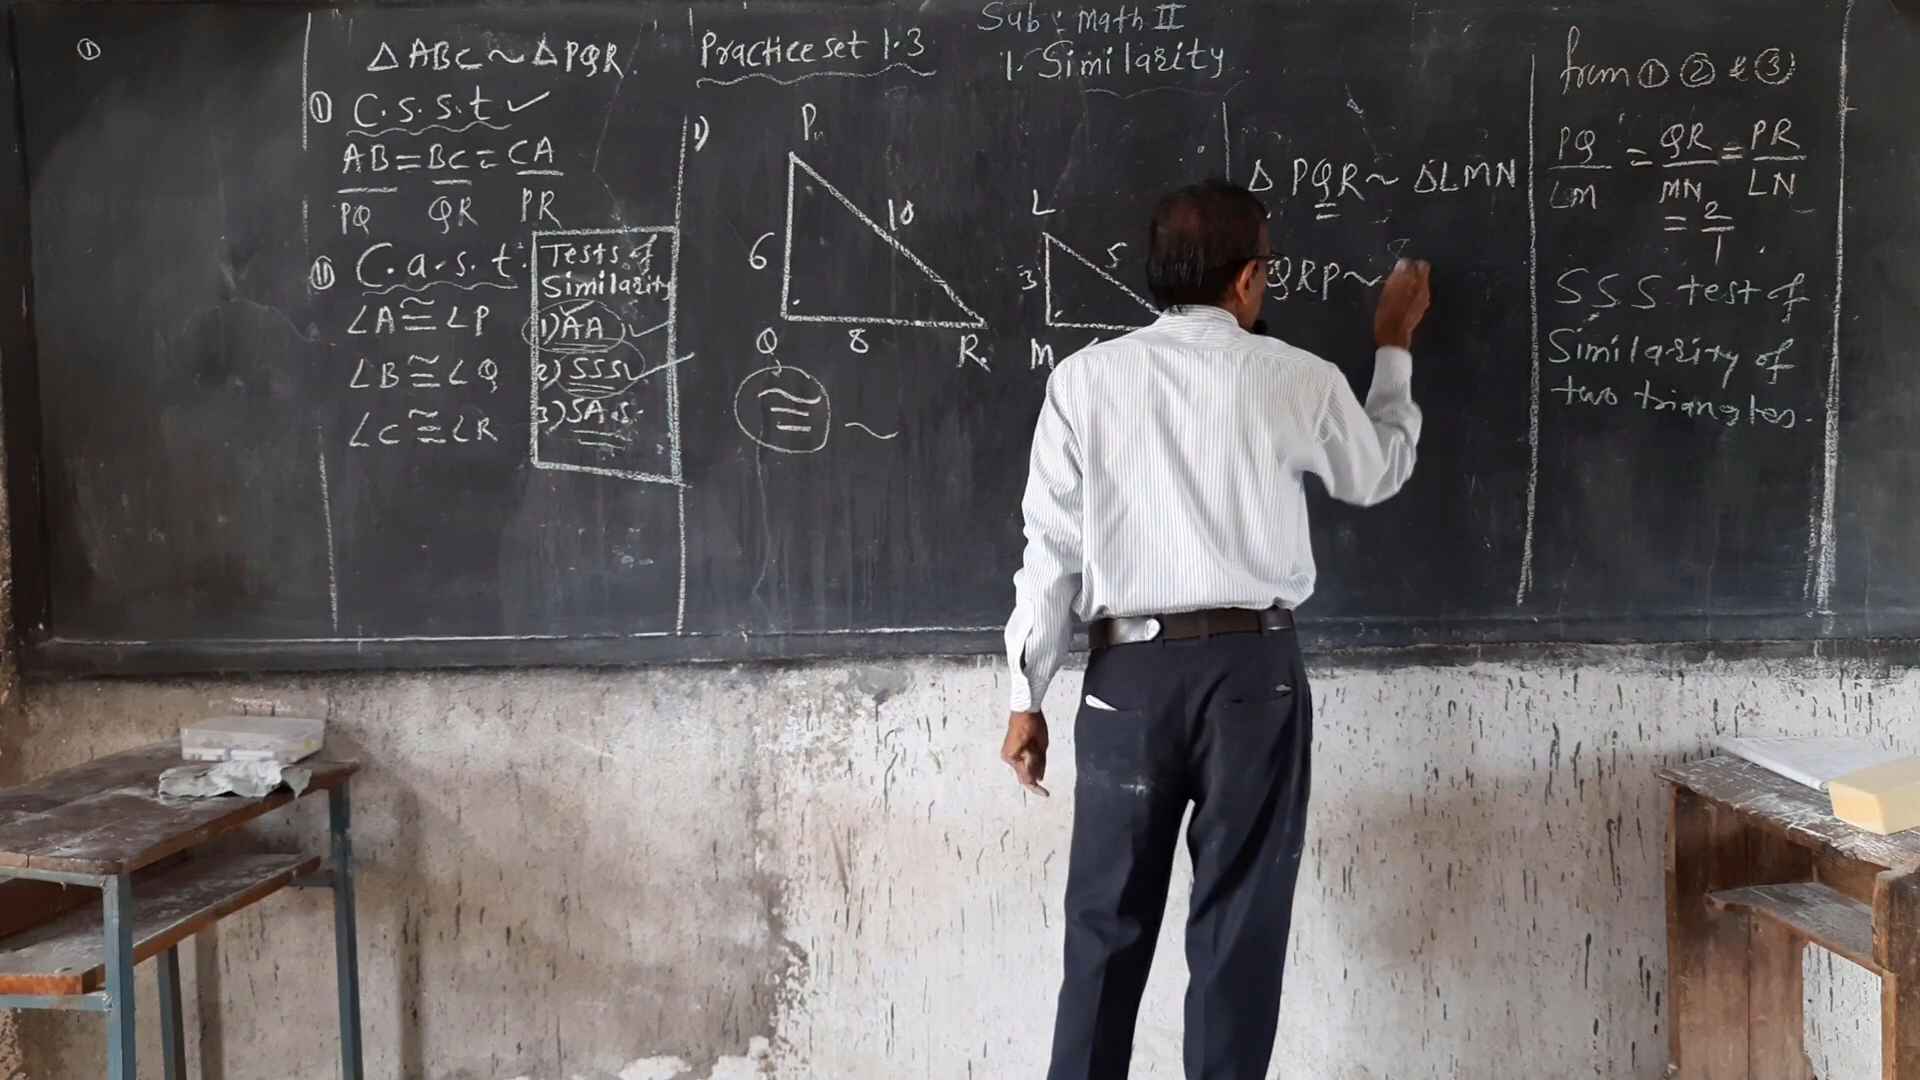 Sub : Math II
1. Similarity
Practice set 1.3
①
△ABC ~ △PQR.
Ⓘ C.s.s.t ✓
AB = BC = CA
PQ QR PR
Ⓘⓘ C.a.s.t.
∠A ≅ ∠P
∠B ≅ ∠Q
∠C ≅ ∠R
Tests of
Similarity
1) AA ✓
2) SSS
3) S.A.S.
1)
P
6
10
Q
8
R
≅ ~
L
3
5
M
△ PQR ~ △LMN
QRP ~
from ① ② & ③
PQ = QR = PR
LM MN LN
= 2
1
SSS test of
Similarity of
two triangles.